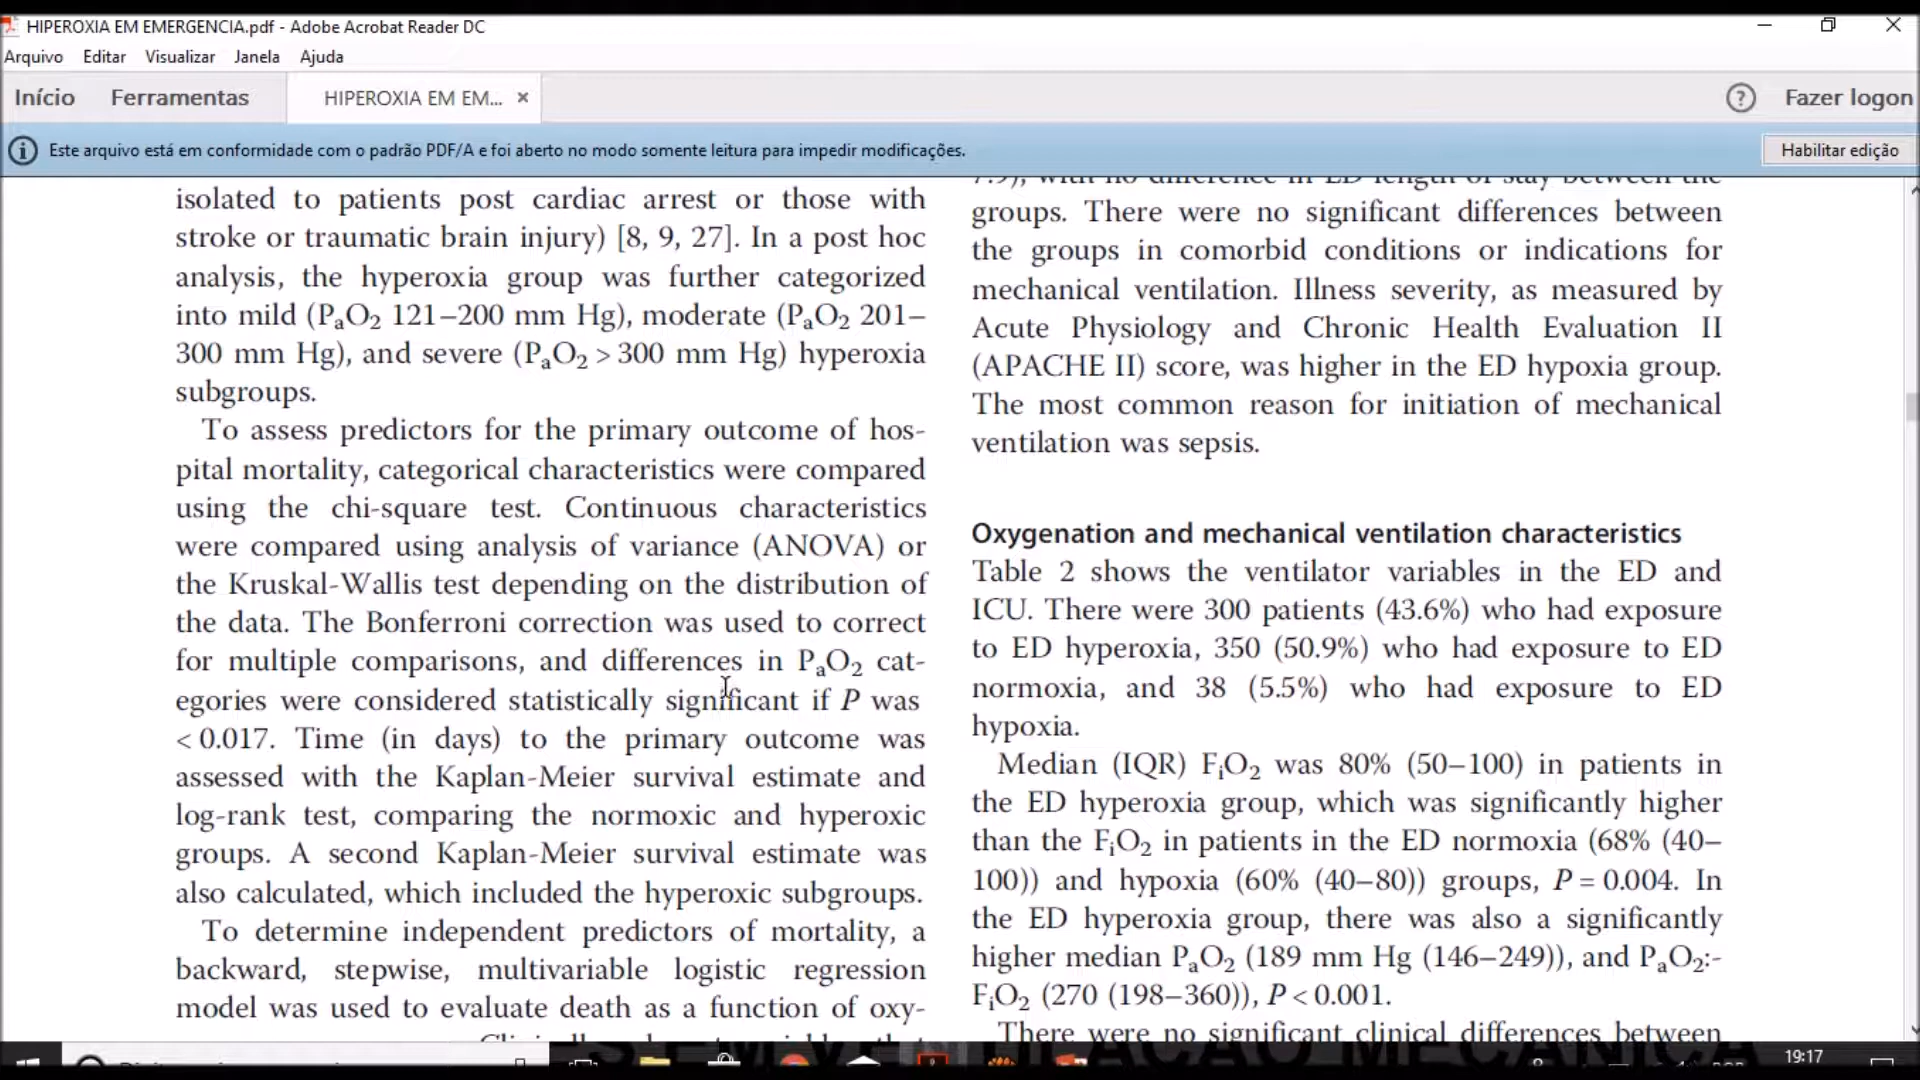 HIPEROXIA EM EMERGENCIA.pdf - Adobe Acrobat Reader DC
Arquivo Editar Visualizar Janela Ajuda
Início Ferramentas HIPEROXIA EM EM... × ? Fazer logon
Este arquivo está em conformidade com o padrão PDF/A e foi aberto no modo somente leitura para impedir modificações. Habilitar edição
isolated to patients post cardiac arrest or those with
stroke or traumatic brain injury) [8, 9, 27]. In a post hoc
analysis, the hyperoxia group was further categorized
into mild (PaO2 121–200 mm Hg), moderate (PaO2 201–
300 mm Hg), and severe (PaO2 > 300 mm Hg) hyperoxia
subgroups.
To assess predictors for the primary outcome of hos-
pital mortality, categorical characteristics were compared
using the chi-square test. Continuous characteristics
were compared using analysis of variance (ANOVA) or
the Kruskal-Wallis test depending on the distribution of
the data. The Bonferroni correction was used to correct
for multiple comparisons, and differences in PaO2 cat-
egories were considered statistically significant if P was
< 0.017. Time (in days) to the primary outcome was
assessed with the Kaplan-Meier survival estimate and
log-rank test, comparing the normoxic and hyperoxic
groups. A second Kaplan-Meier survival estimate was
also calculated, which included the hyperoxic subgroups.
To determine independent predictors of mortality, a
backward, stepwise, multivariable logistic regression
model was used to evaluate death as a function of oxy-
7.9), with no difference in ED length of stay between the
groups. There were no significant differences between
the groups in comorbid conditions or indications for
mechanical ventilation. Illness severity, as measured by
Acute Physiology and Chronic Health Evaluation II
(APACHE II) score, was higher in the ED hypoxia group.
The most common reason for initiation of mechanical
ventilation was sepsis.
Oxygenation and mechanical ventilation characteristics
Table 2 shows the ventilator variables in the ED and
ICU. There were 300 patients (43.6%) who had exposure
to ED hyperoxia, 350 (50.9%) who had exposure to ED
normoxia, and 38 (5.5%) who had exposure to ED
hypoxia.
Median (IQR) FiO2 was 80% (50–100) in patients in
the ED hyperoxia group, which was significantly higher
than the FiO2 in patients in the ED normoxia (68% (40–
100)) and hypoxia (60% (40–80)) groups, P = 0.004. In
the ED hyperoxia group, there was also a significantly
higher median PaO2 (189 mm Hg (146–249)), and PaO2:-
FiO2 (270 (198–360)), P < 0.001.
There were no significant clinical differences between
19:17